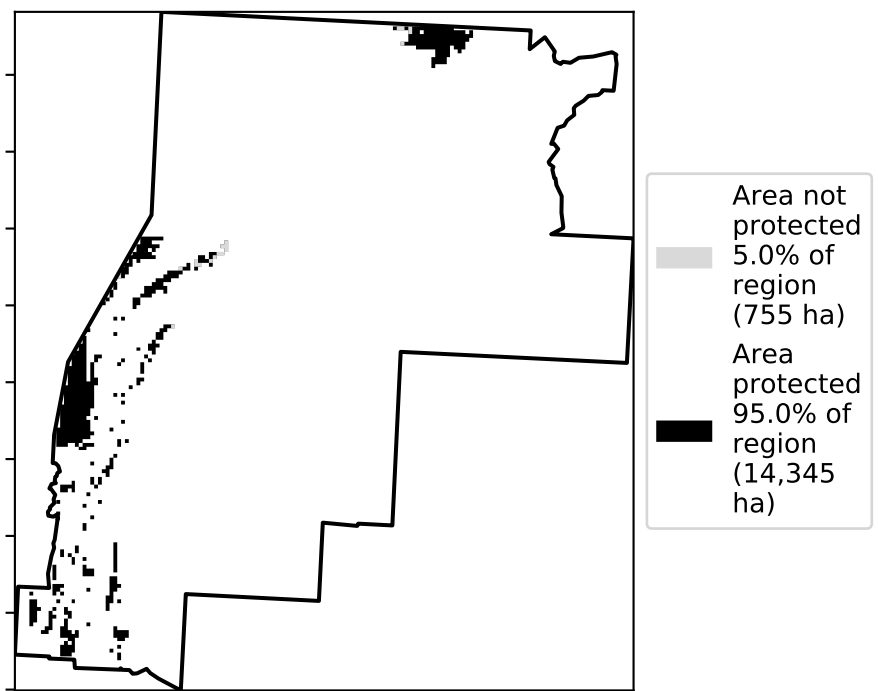 Area not
protected
5.0% of
region
(755 ha)
Area
protected
95.0% of
region
(14,345
ha)